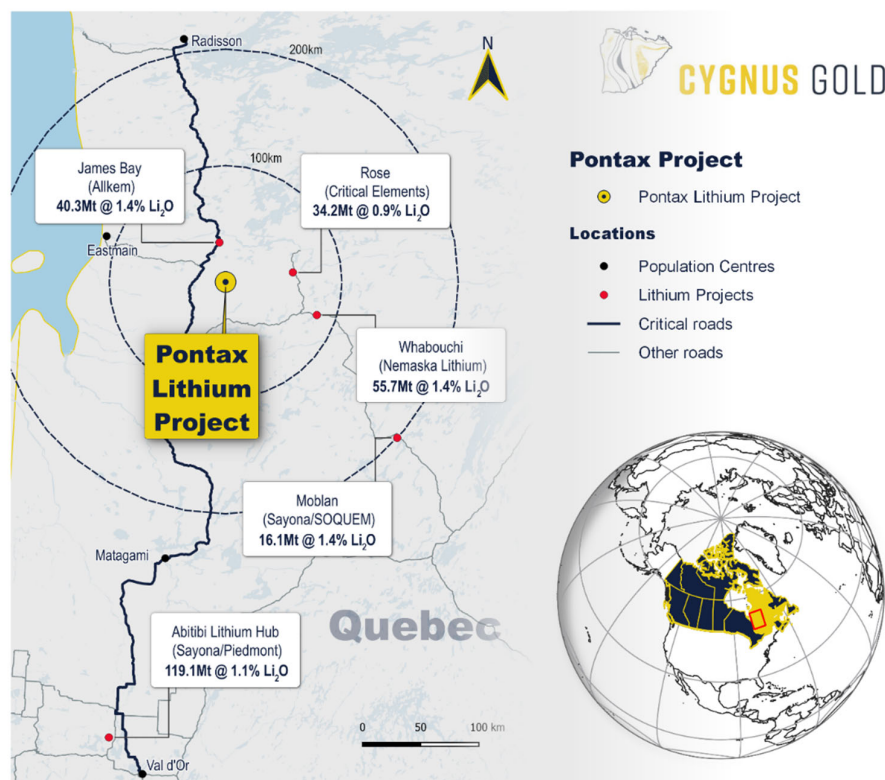 Radisson
200km
N
CYGNUS GOLD
James Bay
(Allkem)
40.3Mt @ 1.4% Li₂O
100km
Rose
(Critical Elements)
34.2Mt @ 0.9% Li₂O
Eastmain
Pontax
Lithium
Project
Whabouchi
(Nemaska Lithium)
55.7Mt @ 1.4% Li₂O
Moblan
(Sayona/SOQUEM)
16.1Mt @ 1.4% Li₂O
Matagami
Quebec
Abitibi Lithium Hub
(Sayona/Piedmont)
119.1Mt @ 1.1% Li₂O
0 50 100 km
Val d'Or
Pontax Project
Pontax Lithium Project
Locations
Population Centres
Lithium Projects
Critical roads
Other roads